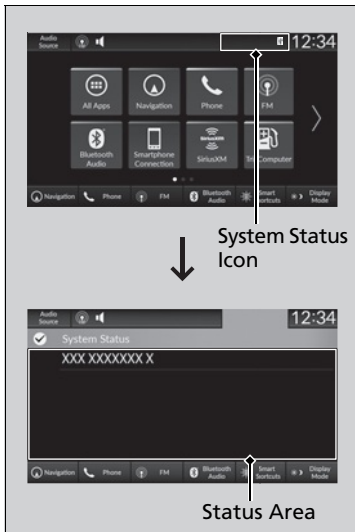 Audio
Source
12:34
All Apps
Navigation
Phone
FM
Bluetooth
Audio
Smartphone
Connection
SiriusXM
SiriusXM
Tri Computer
Navigation
Phone
FM
Bluetooth
Audio
Smart
Shortcuts
Display
Mode
System Status
Icon
Audio
Source
12:34
System Status
XXX XXXXXXX X
Navigation
Phone
FM
Bluetooth
Audio
Smart
Shortcuts
Display
Mode
Status Area